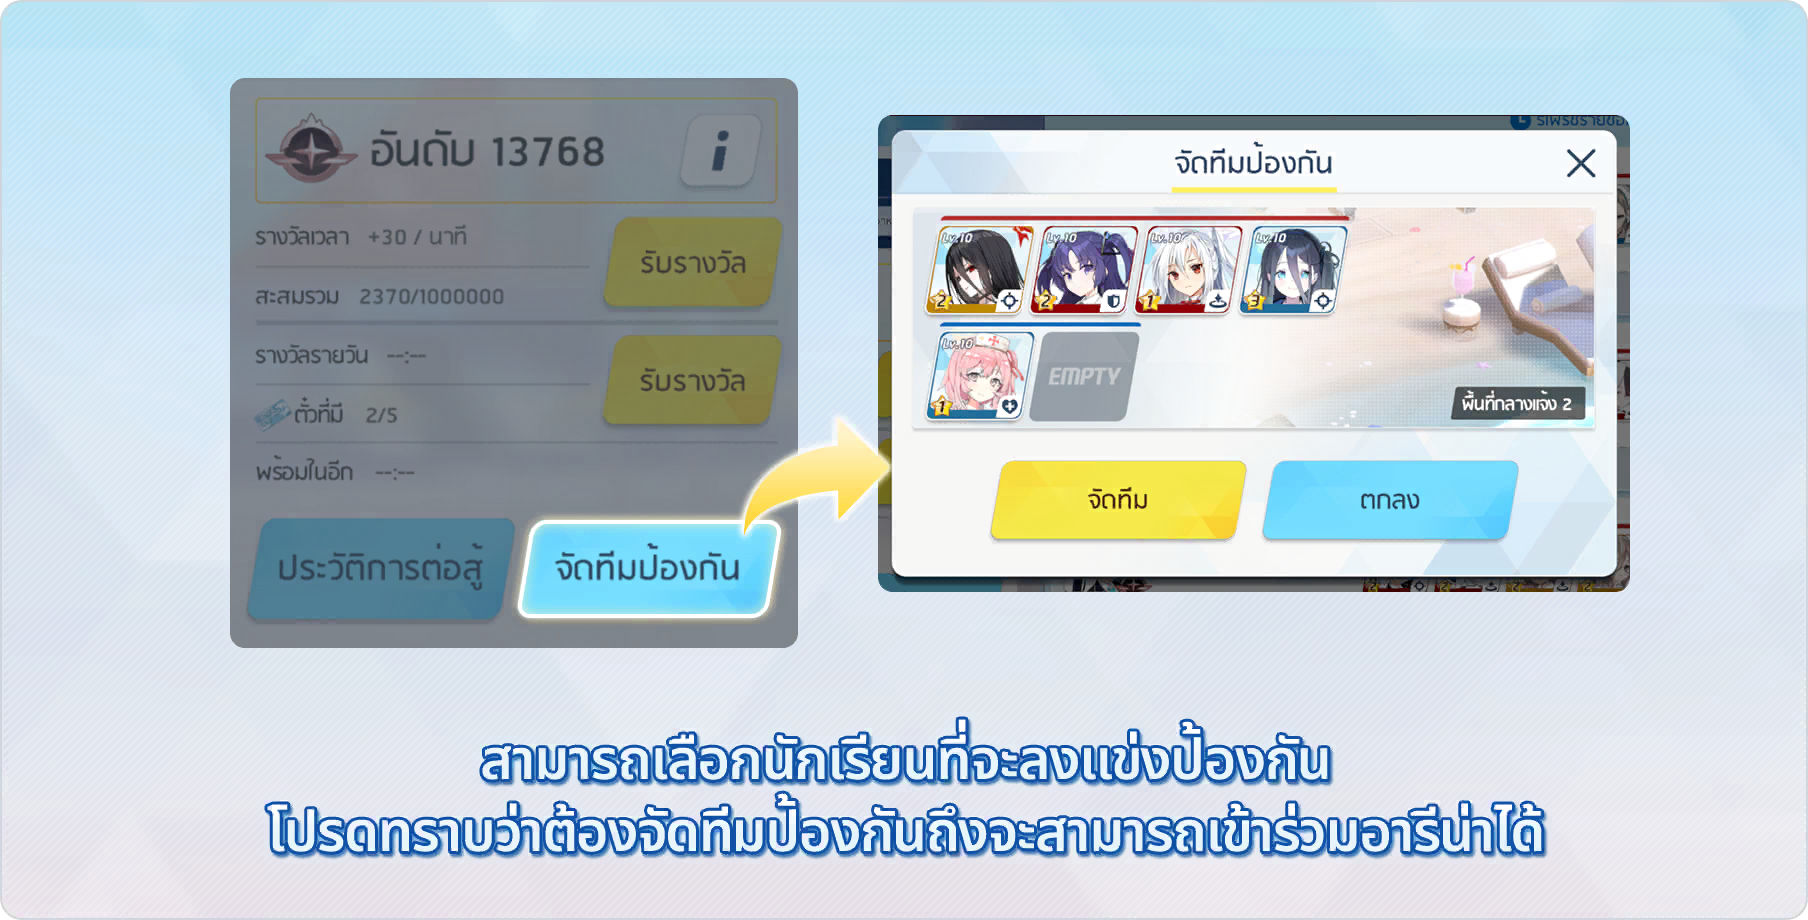 อันดับ 13768
i
รางวัลเวลา +30 / นาที
รับรางวัล
สะสมรวม 2370/1000000
รางวัลรายวัน --:--
รับรางวัล
ตั๋วที่มี 2/5
พร้อมในอีก --:--
ประวัติการต่อสู้
จัดทีมป้องกัน
จัดทีมป้องกัน
Lv.10 Lv.10 Lv.10 Lv.10
2 2 1 3
Lv.10
EMPTY
1
พื้นที่กลางแจ้ง 2
จัดทีม
ตกลง
สามารถเลือกนักเรียนที่จะลงแข่งป้องกัน
โปรดทราบว่าต้องจัดทีมป้องกันถึงจะสามารถเข้าร่วมอารีน่าได้